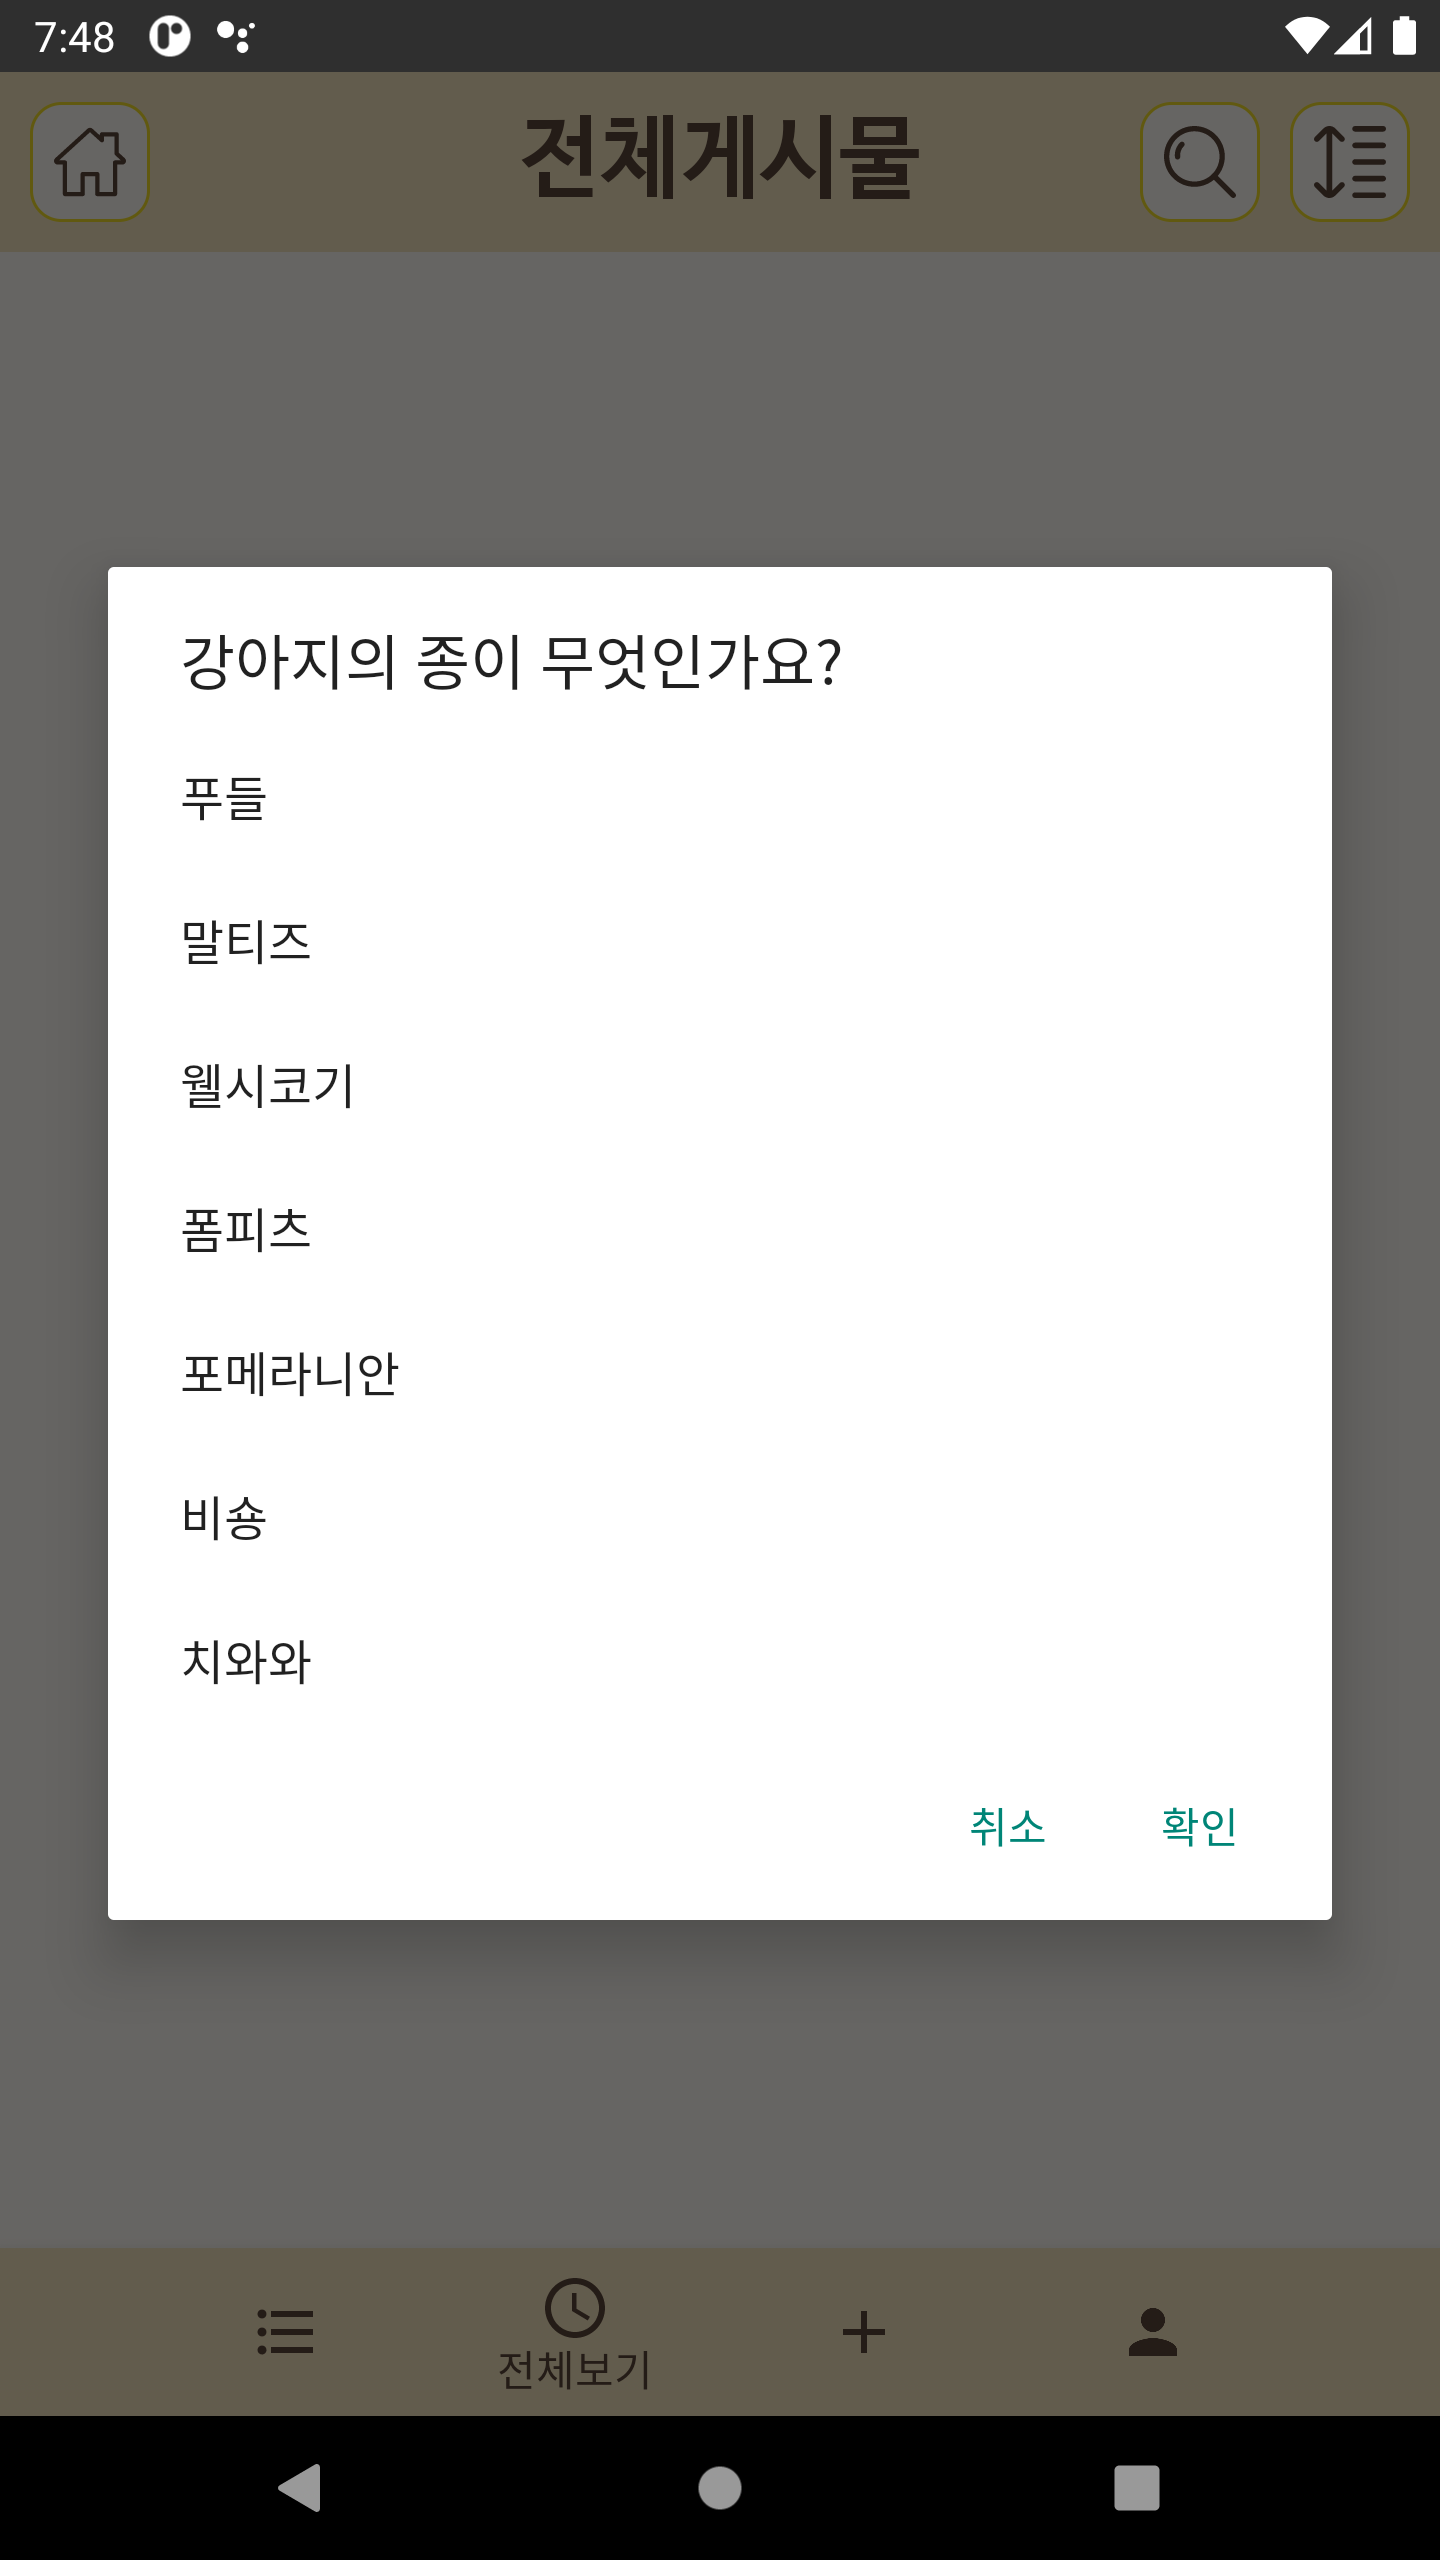 7:48
전체게시물
강아지의 종이 무엇인가요?
푸들
말티즈
웰시코기
폼피츠
포메라니안
비숑
치와와
취소 확인
전체보기